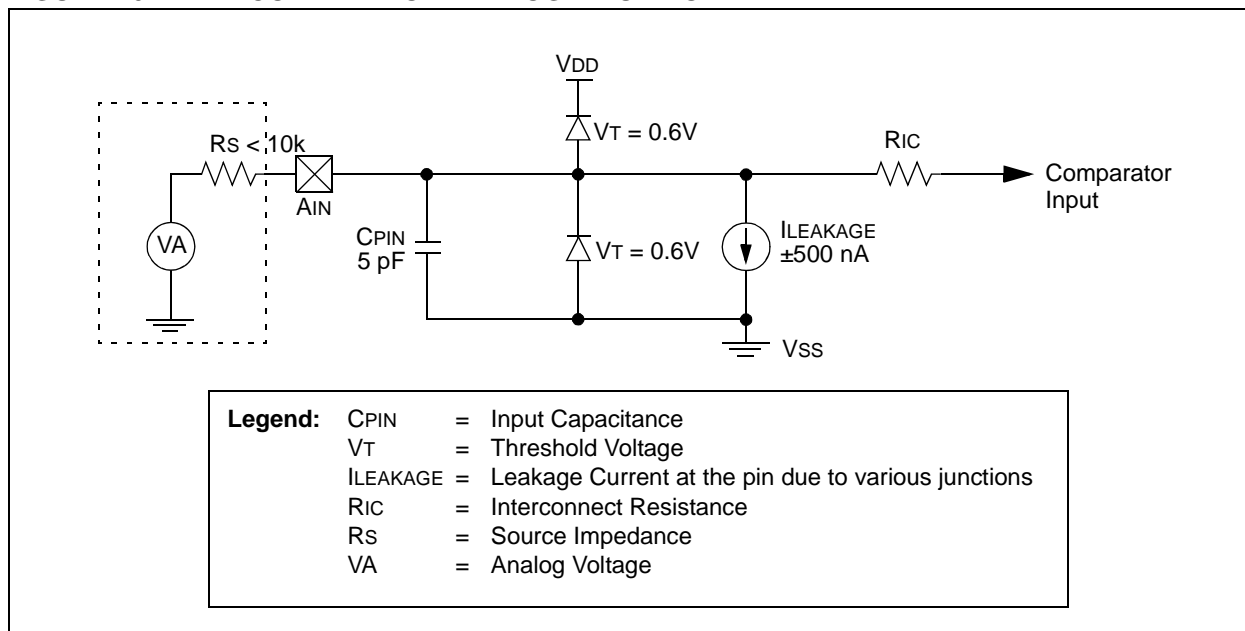 VDD
VT = 0.6V
RS < 10k
RIC
AIN
Comparator
Input
VA
CPIN
5 pF
VT = 0.6V
ILEAKAGE
±500 nA
VSS
Legend: CPIN = Input Capacitance
VT = Threshold Voltage
ILEAKAGE = Leakage Current at the pin due to various junctions
RIC = Interconnect Resistance
RS = Source Impedance
VA = Analog Voltage